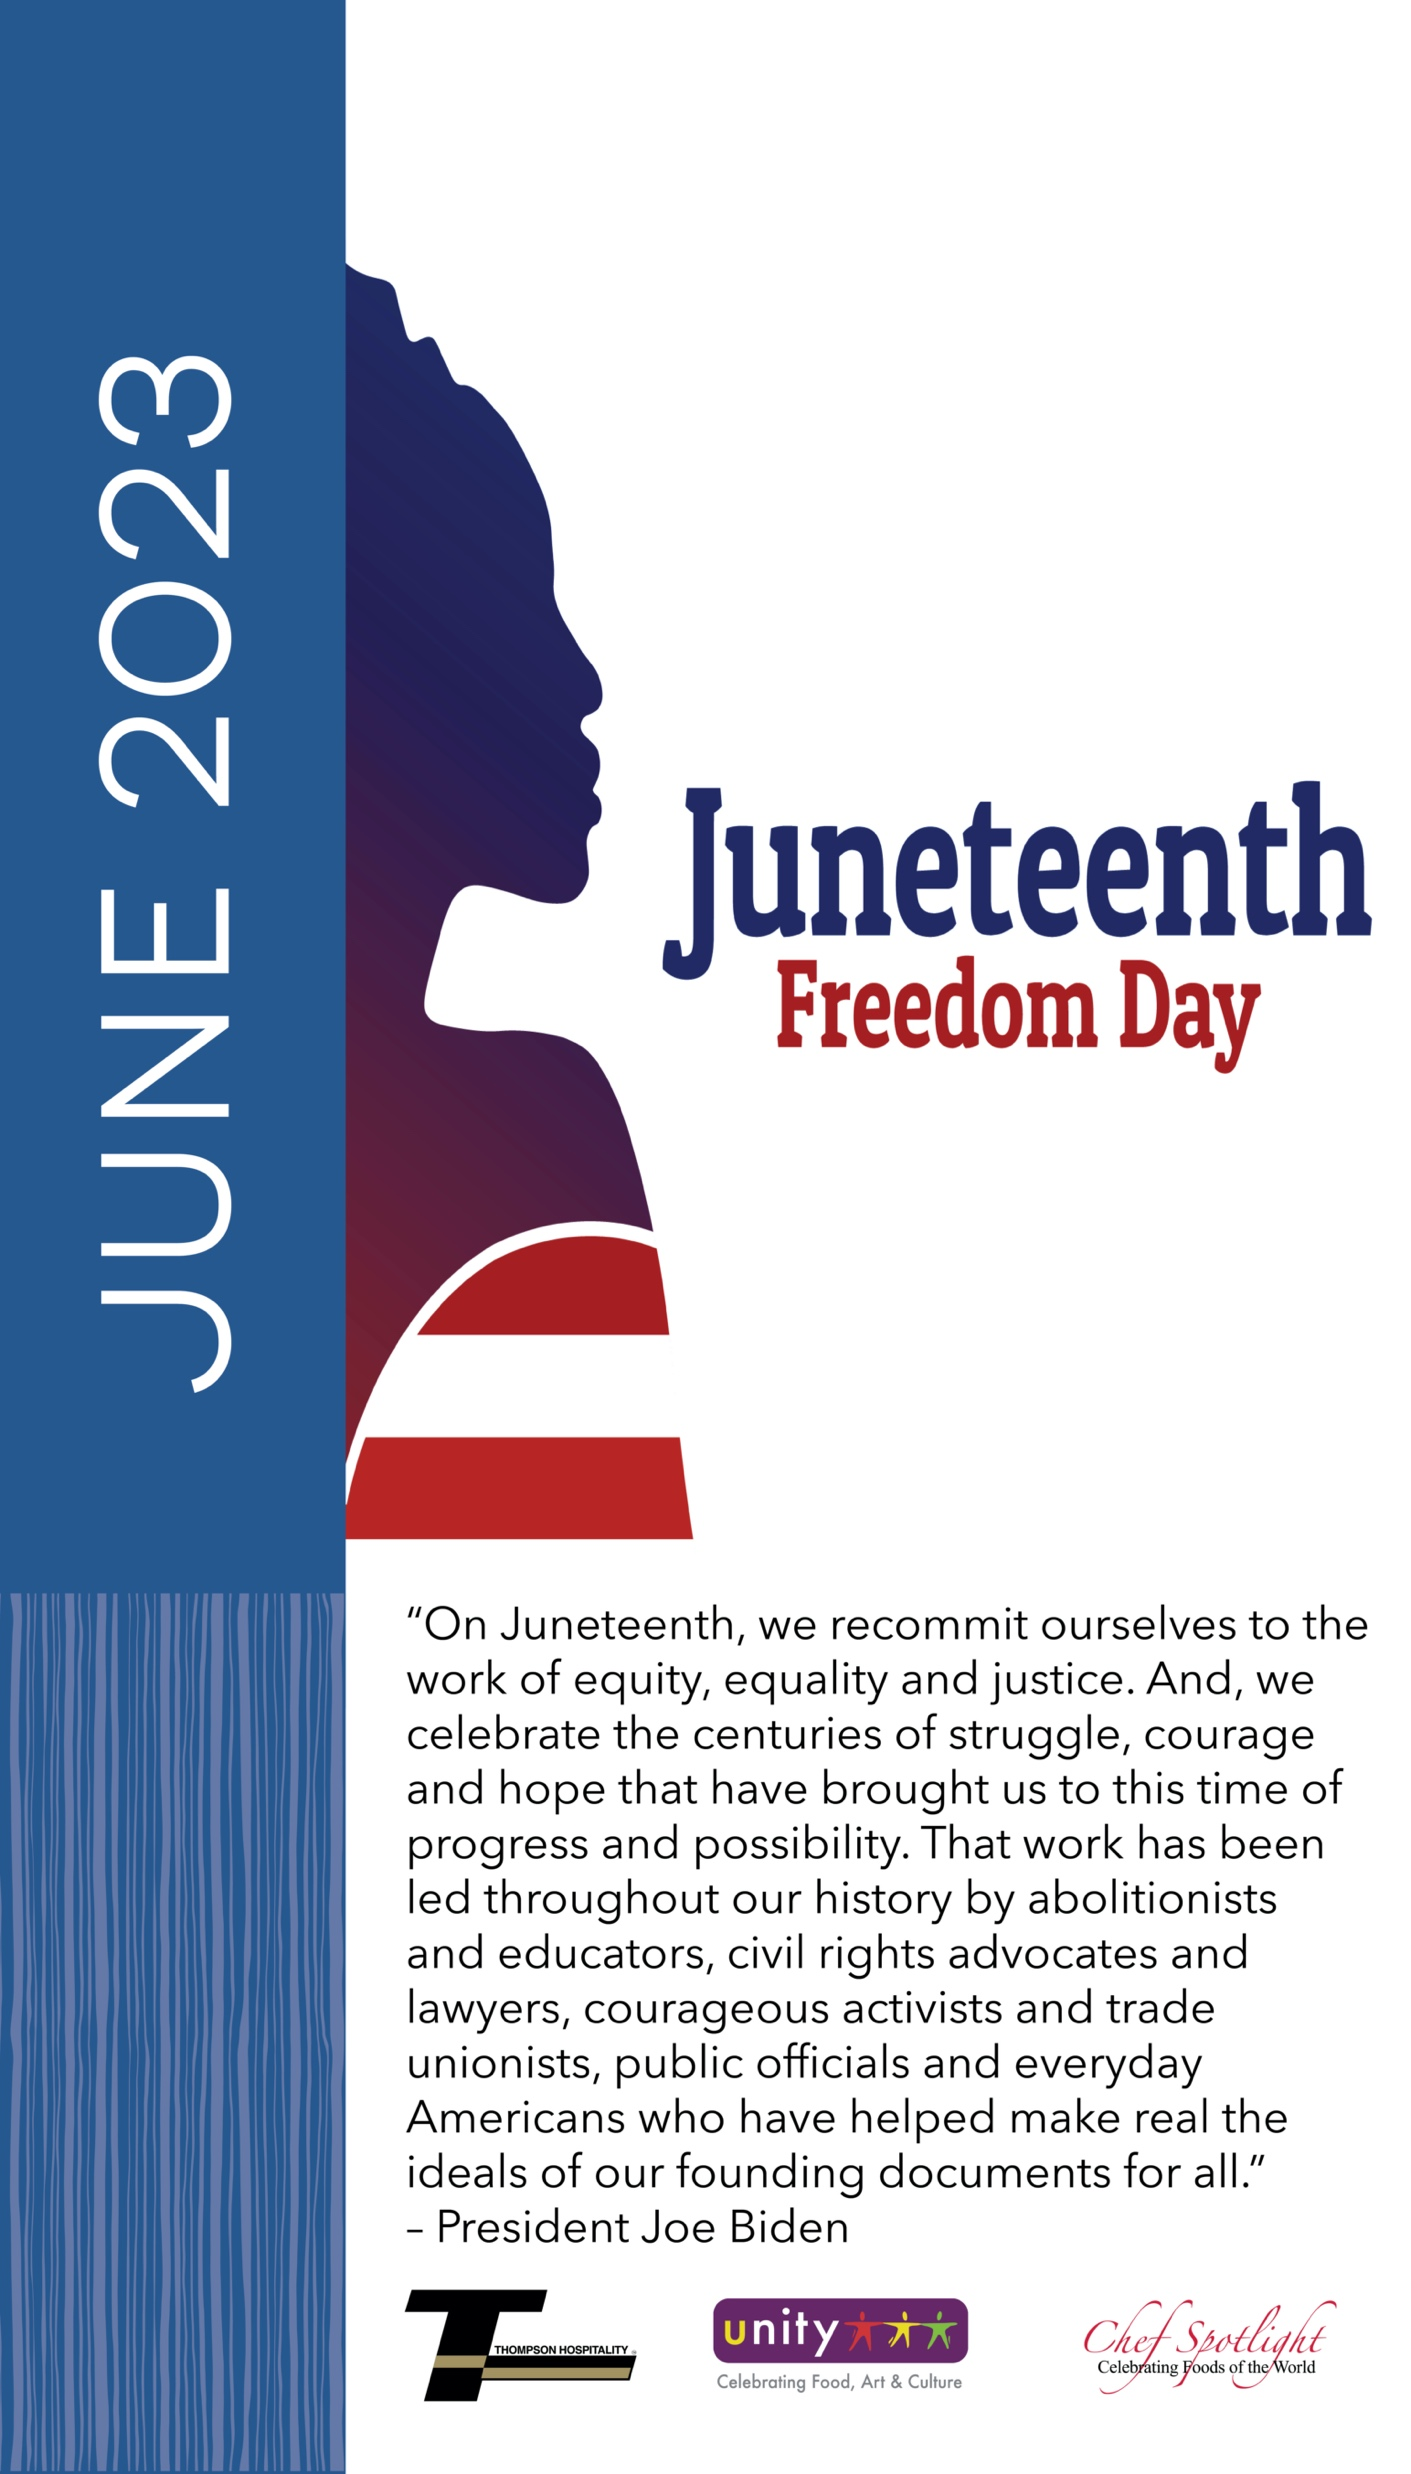 JUNE 2023
Juneteenth
Freedom Day
“On Juneteenth, we recommit ourselves to the
work of equity, equality and justice. And, we
celebrate the centuries of struggle, courage
and hope that have brought us to this time of
progress and possibility. That work has been
led throughout our history by abolitionists
and educators, civil rights advocates and
lawyers, courageous activists and trade
unionists, public officials and everyday
Americans who have helped make real the
ideals of our founding documents for all.”
– President Joe Biden
T
THOMPSON HOSPITALITY
unity
Celebrating Food, Art & Culture
Chef Spotlight
Celebrating Foods of the World